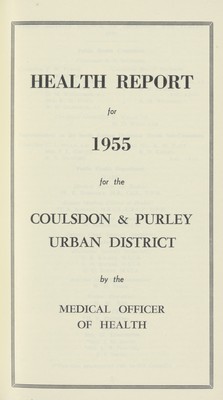 HEALTH REPORT
for
1955
for the
COULSDON & PURLEY
URBAN DISTRICT
by the
MEDICAL OFFICER
OF HEALTH